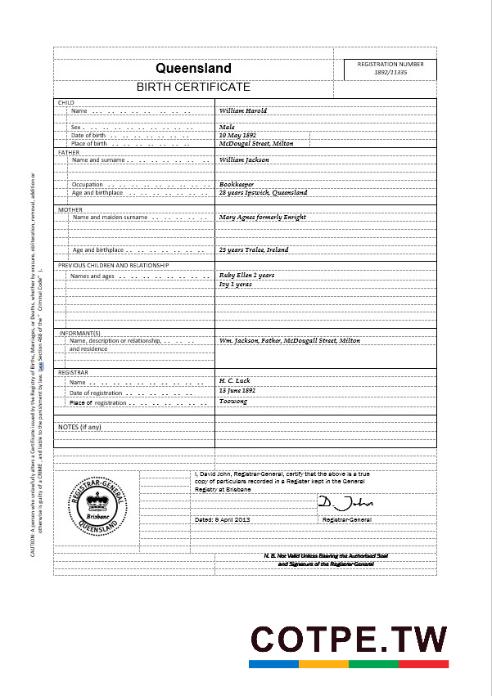 Queensland
REGISTRATION NUMBER
1892/11335
BIRTH CERTIFICATE
CHILD
Name William Harold
Sex Male
Date of birth 10 May 1892
Place of birth McDougal Street, Milton
FATHER
Name and surname William Jackson
Occupation Bookkeeper
Age and birthplace 28 years Ipswich, Queensland
MOTHER
Name and maiden surname Mary Agnes formerly Enright
Age and birthplace 23 years Tralee, Ireland
PREVIOUS CHILDREN AND RELATIONSHIP
Names and ages Ruby Ellen 2 years
Ivy 1 yeras
INFORMANT(S)
Name, description or relationship, Wm. Jackson, Father, McDougall Street, Milton
and residence
REGISTRAR
Name H. C. Luck
Date of registration 15 June 1892
Place of registration Toowong
NOTES (if any)
I, David John, Registrar-General, certify that the above is a true
copy of particulars recorded in a Register kept in the General
Registry at Brisbane
D. John
Dated: 8 April 2013 Registrar-General
REGISTRAR-GENERAL
Brisbane
QUEENSLAND
N. B. Not Valid Unless Bearing the Authorised Seal
and Signature of the Registrar-General
CAUTION: A person who unlawfully alters a Certificate issued by the Registry of Births, Marriages, or Deaths, whether by erasure, obliteration, removal, addition or
otherwise is guilty of a CRIME, and liable to the punishment by law. See Section 488 of the "Criminal Code").
COTPE.TW